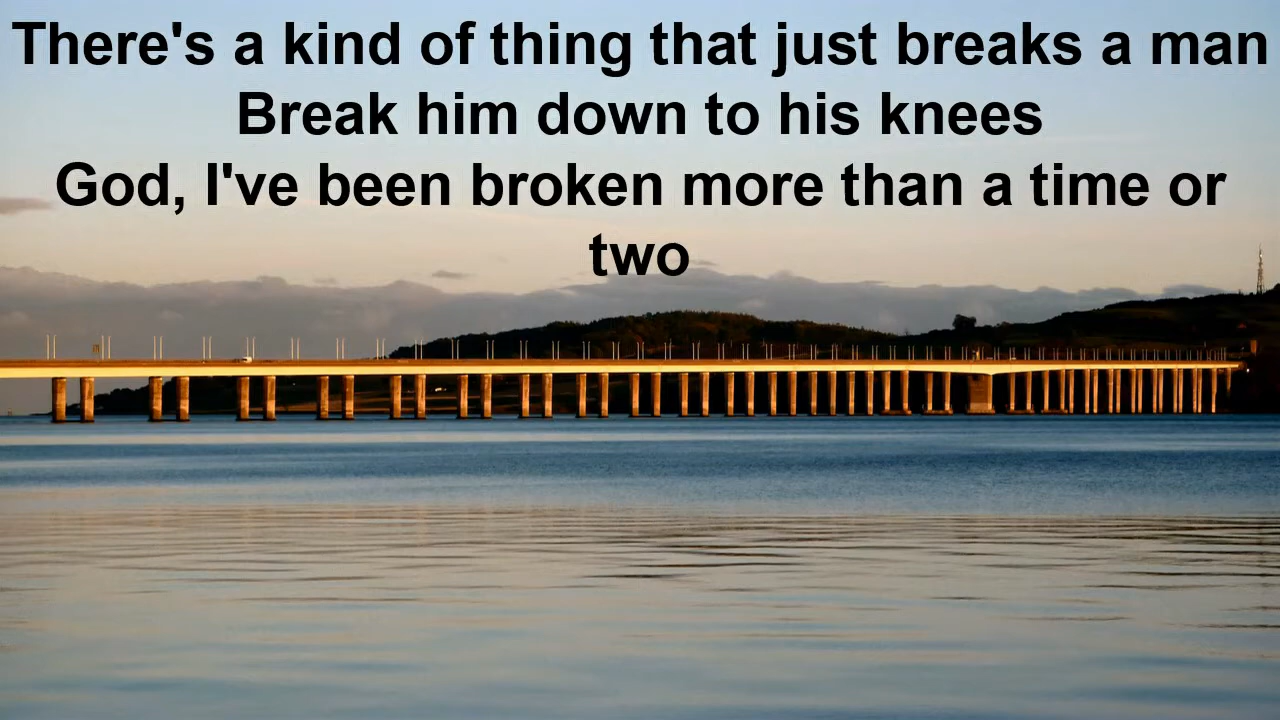 There's a kind of thing that just breaks a man
Break him down to his knees
God, I've been broken more than a time or
two